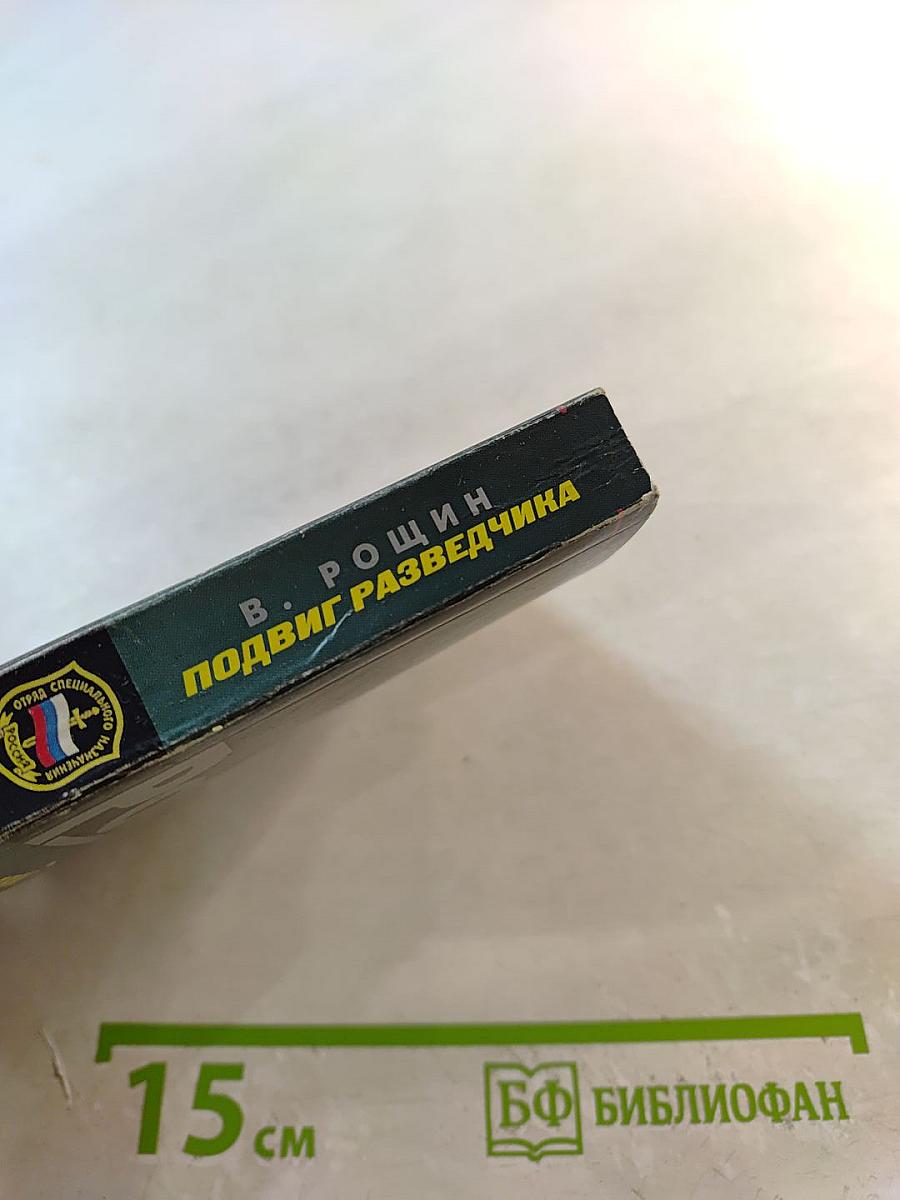 В. РОЩИН
ПОДВИГ РАЗВЕДЧИКА
ОТРЯД СПЕЦИАЛЬНОГО НАЗНАЧЕНИЯ
РОССИЯ
15 см
БФ БИБЛИОФАН